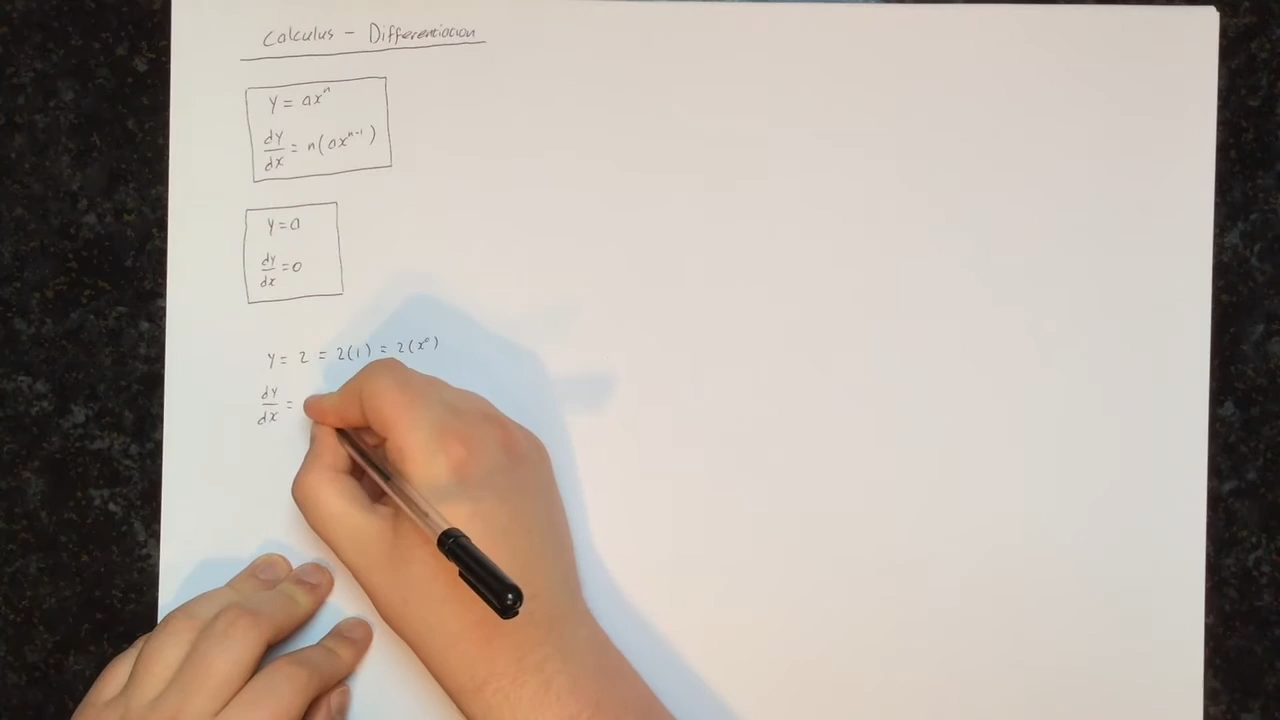 Calculus - Differentiation
y = ax^n
dy/dx = n(ax^{n-1})
y = a
dy/dx = 0
y = 2 = 2(1) = 2(x^0)
dy/dx =